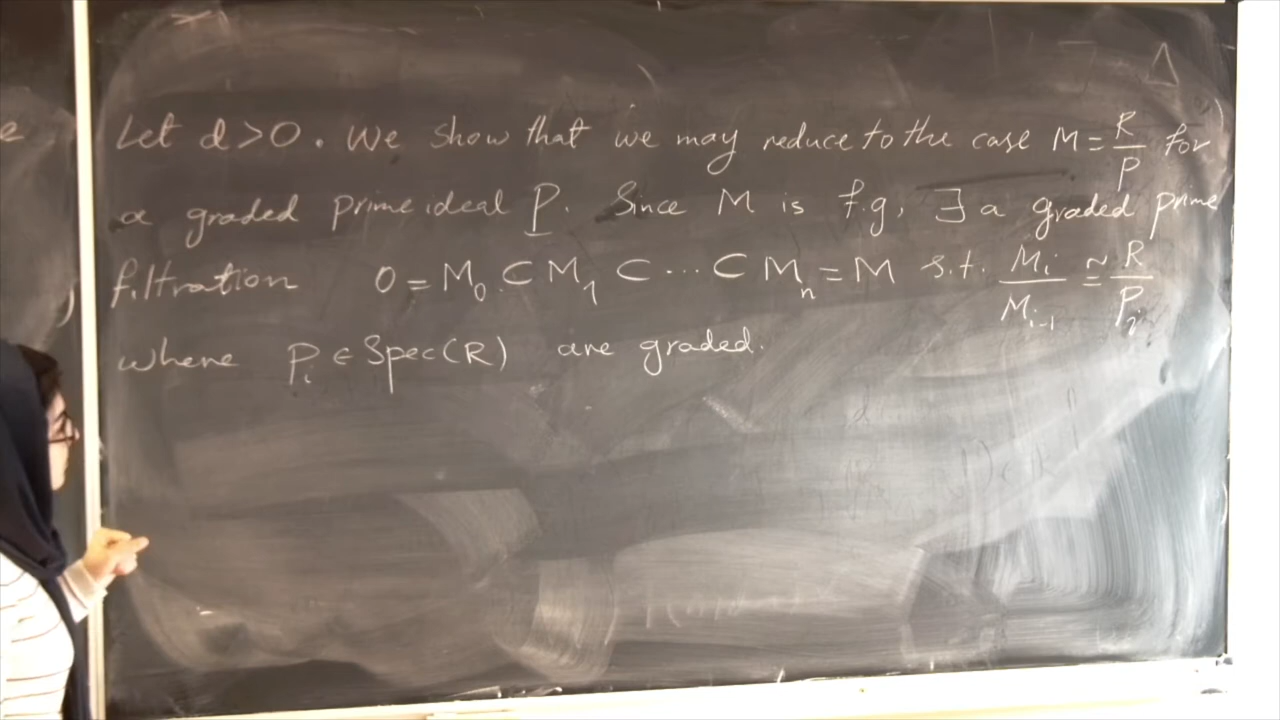 Let d > 0 . We show that we may reduce to the case M = R/P for
a graded prime ideal P. Since M is f.g, ∃ a graded prime
filtration 0 = M₀ ⊂ M₁ ⊂ ... ⊂ Mₙ = M s.t. Mᵢ/Mᵢ₋₁ ≅ R/Pᵢ
where Pᵢ ∈ Spec(R) are graded.